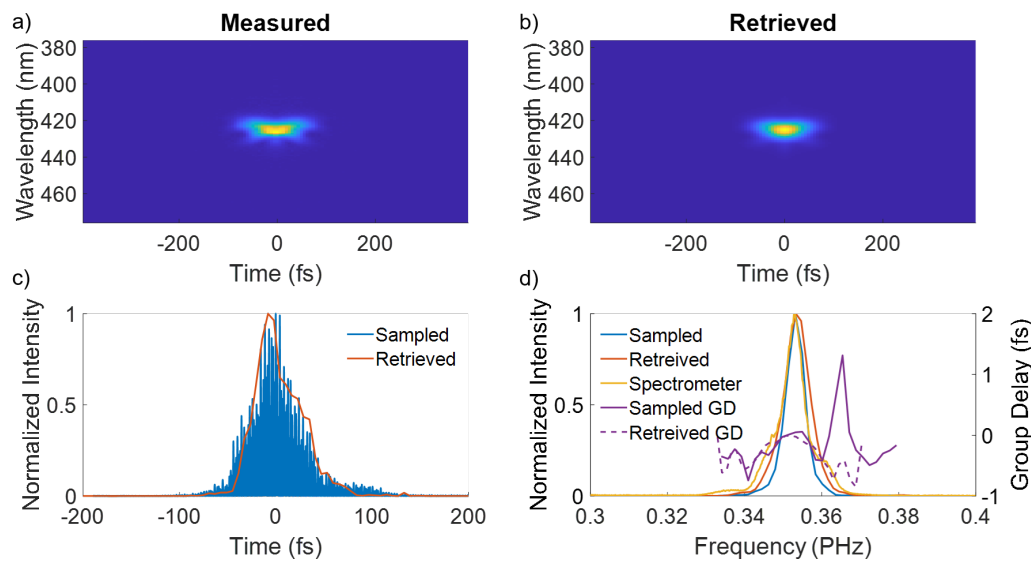 a)
Measured
Wavelength (nm)
380
400
420
440
460
-200
0
200
Time (fs)
b)
Retrieved
Wavelength (nm)
380
400
420
440
460
-200
0
200
Time (fs)
c)
Normalized Intensity
1
0.5
0
Sampled
Retrieved
-200
-100
0
100
200
Time (fs)
d)
Normalized Intensity
1
0.5
0
Sampled
Retreived
Spectrometer
Sampled GD
Retreived GD
2
1
0
-1
Group Delay (fs)
0.3
0.32
0.34
0.36
0.38
0.4
Frequency (PHz)